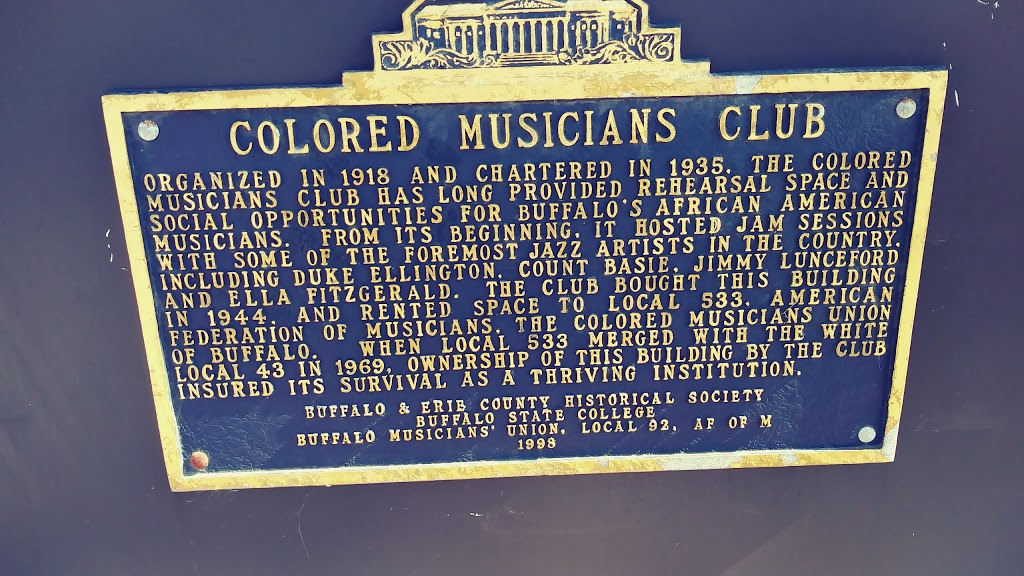 COLORED MUSICIANS CLUB
ORGANIZED IN 1918 AND CHARTERED IN 1935, THE COLORED
MUSICIANS CLUB HAS LONG PROVIDED REHEARSAL SPACE AND
SOCIAL OPPORTUNITIES FOR BUFFALO'S AFRICAN AMERICAN
MUSICIANS. FROM ITS BEGINNING, IT HOSTED JAM SESSIONS
WITH SOME OF THE FOREMOST JAZZ ARTISTS IN THE COUNTRY,
INCLUDING DUKE ELLINGTON, COUNT BASIE, JIMMY LUNCEFORD
AND ELLA FITZGERALD. THE CLUB BOUGHT THIS BUILDING
IN 1944, AND RENTED SPACE TO LOCAL 533, AMERICAN
FEDERATION OF MUSICIANS, THE COLORED MUSICIANS UNION
OF BUFFALO. WHEN LOCAL 533 MERGED WITH THE WHITE
LOCAL 43 IN 1969, OWNERSHIP OF THIS BUILDING BY THE CLUB
INSURED ITS SURVIVAL AS A THRIVING INSTITUTION.
BUFFALO & ERIE COUNTY HISTORICAL SOCIETY
BUFFALO STATE COLLEGE
BUFFALO MUSICIANS' UNION, LOCAL 92, AF OF M
1998